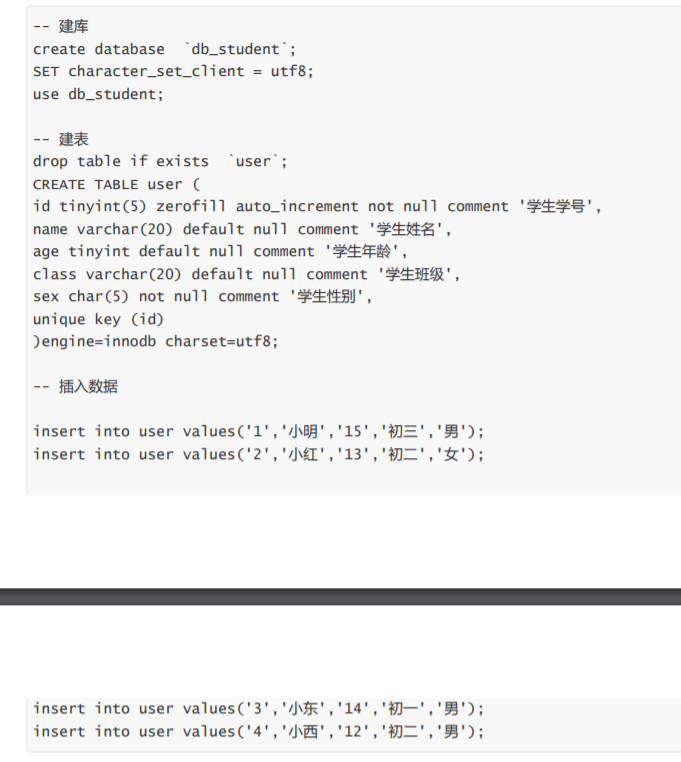 -- 建库
create database  `db_student`;
SET character_set_client = utf8;
use db_student;
-- 建表
drop table if exists  `user`;
CREATE TABLE user (
id tinyint(5) zerofill auto_increment not null comment '学生学号',
name varchar(20) default null comment '学生姓名',
age tinyint default null comment '学生年龄',
class varchar(20) default null comment '学生班级',
sex char(5) not null comment '学生性别',
unique key (id)
)engine=innodb charset=utf8;
-- 插入数据
insert into user values('1','小明','15','初三','男');
insert into user values('2','小红','13','初二','女');
insert into user values('3','小东','14','初一','男');
insert into user values('4','小西','12','初二','男');